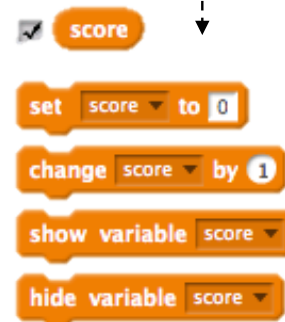 score
set score to 0
change score by 1
show variable score
hide variable score